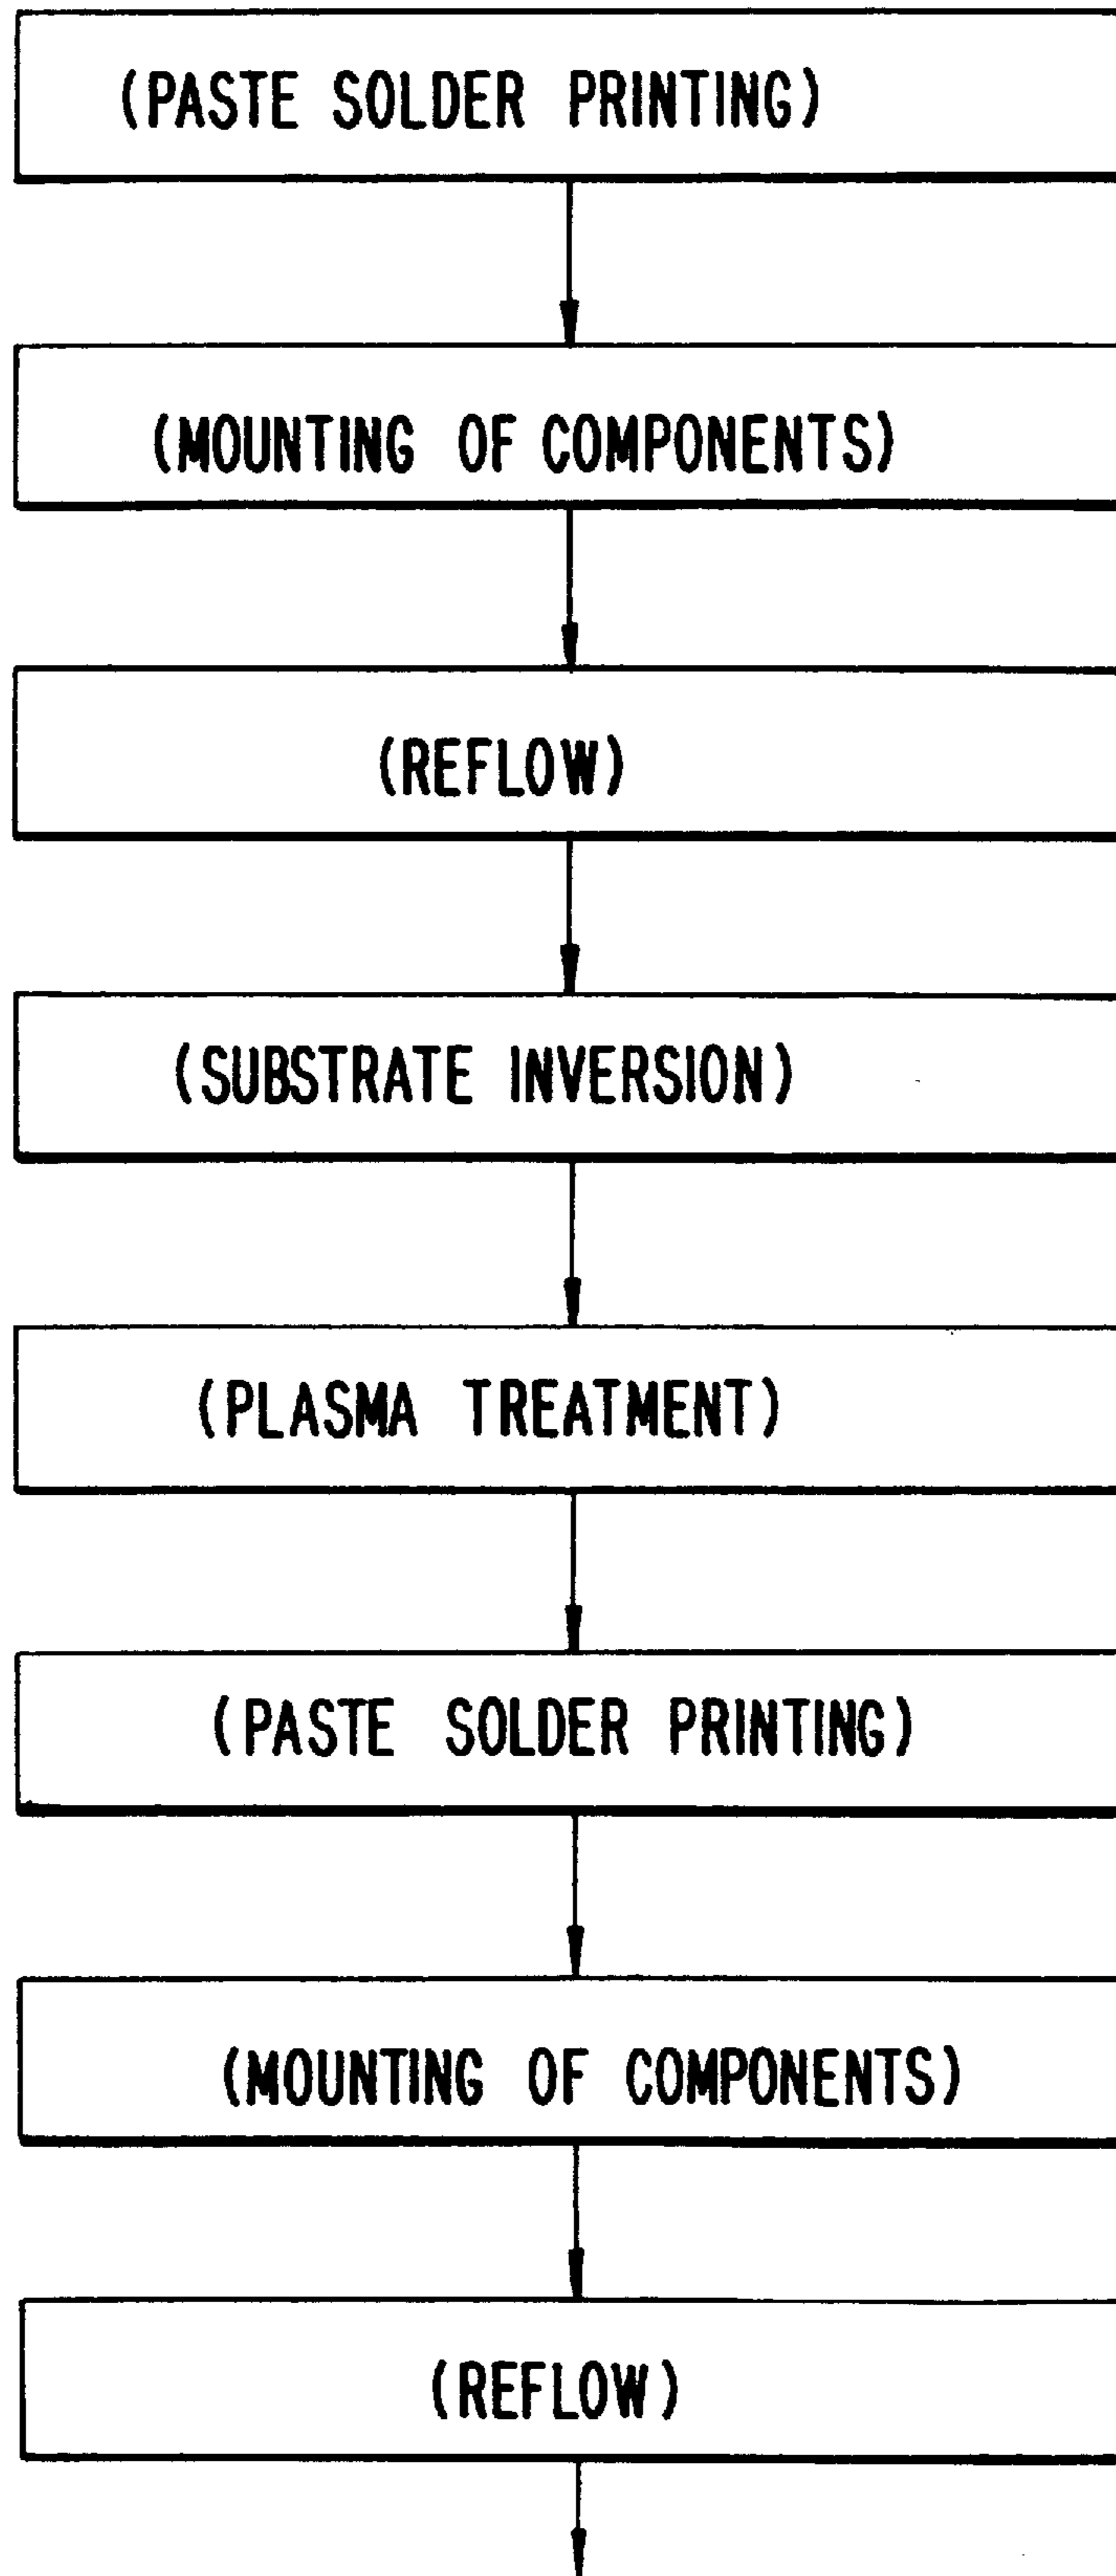 (PASTE SOLDER PRINTING)
(MOUNTING OF COMPONENTS)
(REFLOW)
(SUBSTRATE INVERSION)
(PLASMA TREATMENT)
(PASTE SOLDER PRINTING)
(MOUNTING OF COMPONENTS)
(REFLOW)